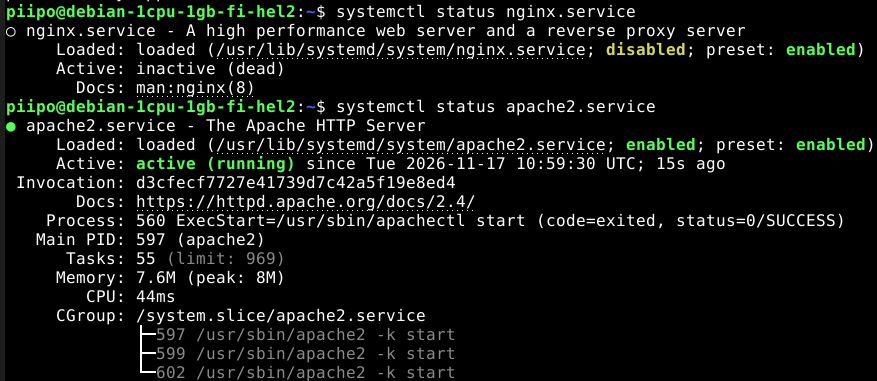 piipo@debian-1cpu-1gb-fi-hel2:~$ systemctl status nginx.service
○ nginx.service - A high performance web server and a reverse proxy server
Loaded: loaded (/usr/lib/systemd/system/nginx.service; disabled; preset: enabled)
Active: inactive (dead)
Docs: man:nginx(8)
piipo@debian-1cpu-1gb-fi-hel2:~$ systemctl status apache2.service
● apache2.service - The Apache HTTP Server
Loaded: loaded (/usr/lib/systemd/system/apache2.service; enabled; preset: enabled)
Active: active (running) since Tue 2026-11-17 10:59:30 UTC; 15s ago
Invocation: d3cfecf7727e41739d7c42a5f19e8ed4
Docs: https://httpd.apache.org/docs/2.4/
Process: 560 ExecStart=/usr/sbin/apachectl start (code=exited, status=0/SUCCESS)
Main PID: 597 (apache2)
Tasks: 55 (limit: 969)
Memory: 7.6M (peak: 8M)
CPU: 44ms
CGroup: /system.slice/apache2.service
├─597 /usr/sbin/apache2 -k start
├─599 /usr/sbin/apache2 -k start
└─602 /usr/sbin/apache2 -k start